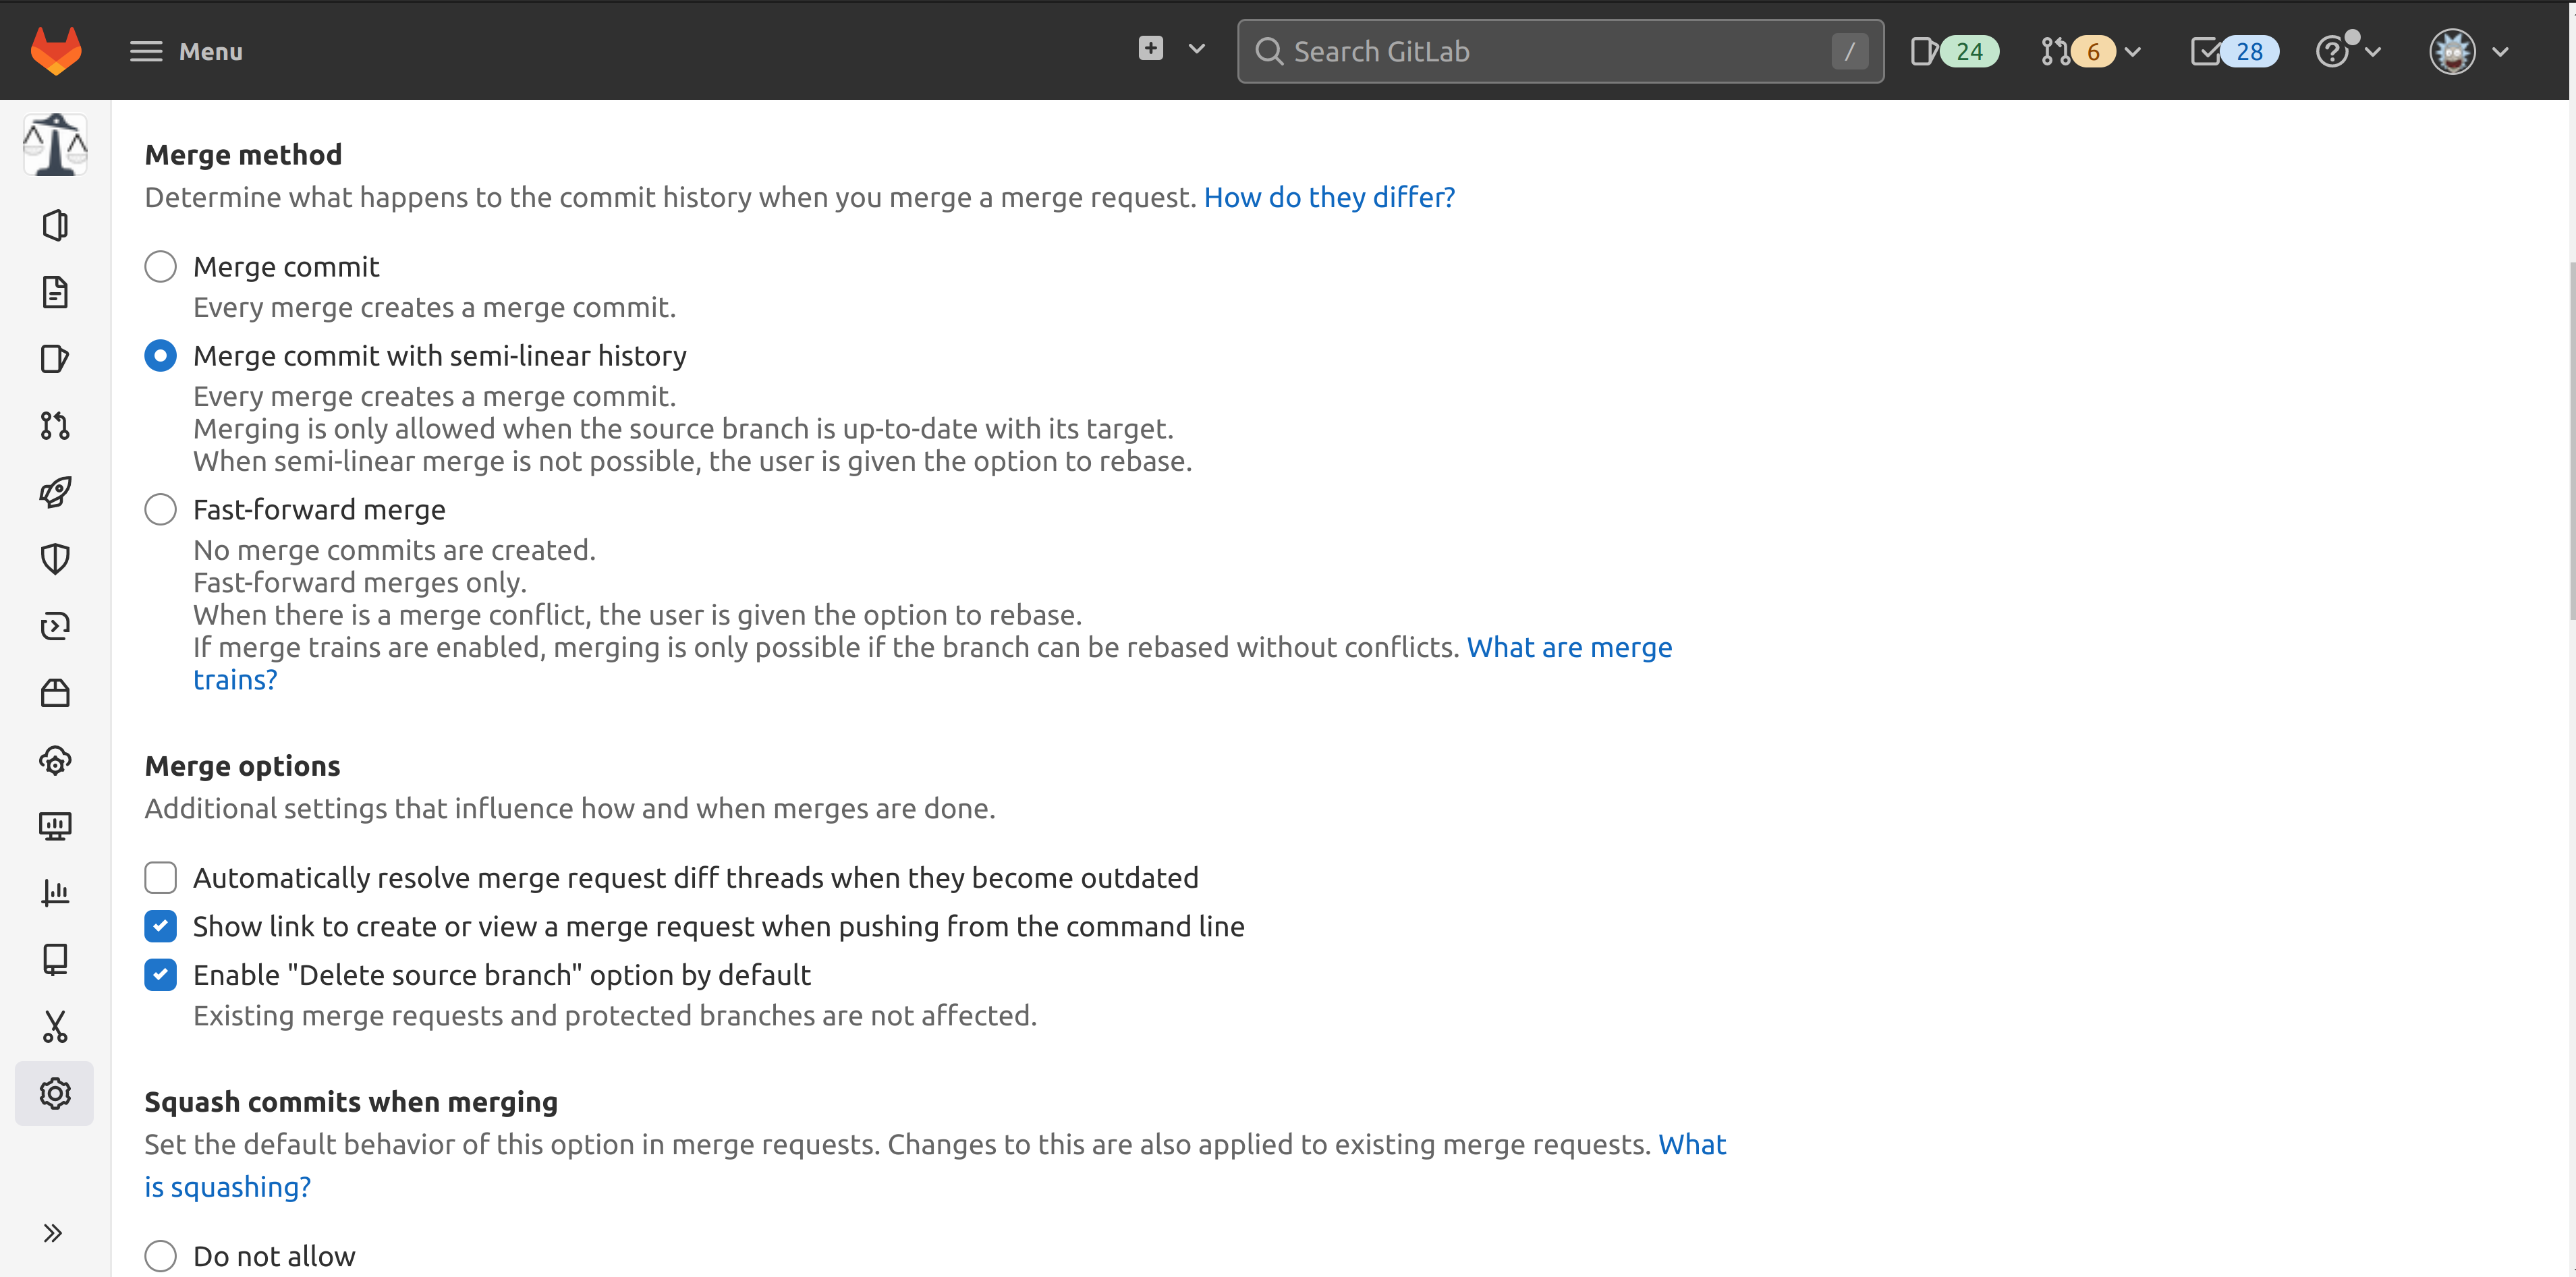 Menu
Search GitLab
/
24
6
28
Merge method
Determine what happens to the commit history when you merge a merge request. How do they differ?
Merge commit
Every merge creates a merge commit.
Merge commit with semi-linear history
Every merge creates a merge commit.
Merging is only allowed when the source branch is up-to-date with its target.
When semi-linear merge is not possible, the user is given the option to rebase.
Fast-forward merge
No merge commits are created.
Fast-forward merges only.
When there is a merge conflict, the user is given the option to rebase.
If merge trains are enabled, merging is only possible if the branch can be rebased without conflicts. What are merge
trains?
Merge options
Additional settings that influence how and when merges are done.
Automatically resolve merge request diff threads when they become outdated
Show link to create or view a merge request when pushing from the command line
Enable "Delete source branch" option by default
Existing merge requests and protected branches are not affected.
Squash commits when merging
Set the default behavior of this option in merge requests. Changes to this are also applied to existing merge requests. What
is squashing?
Do not allow